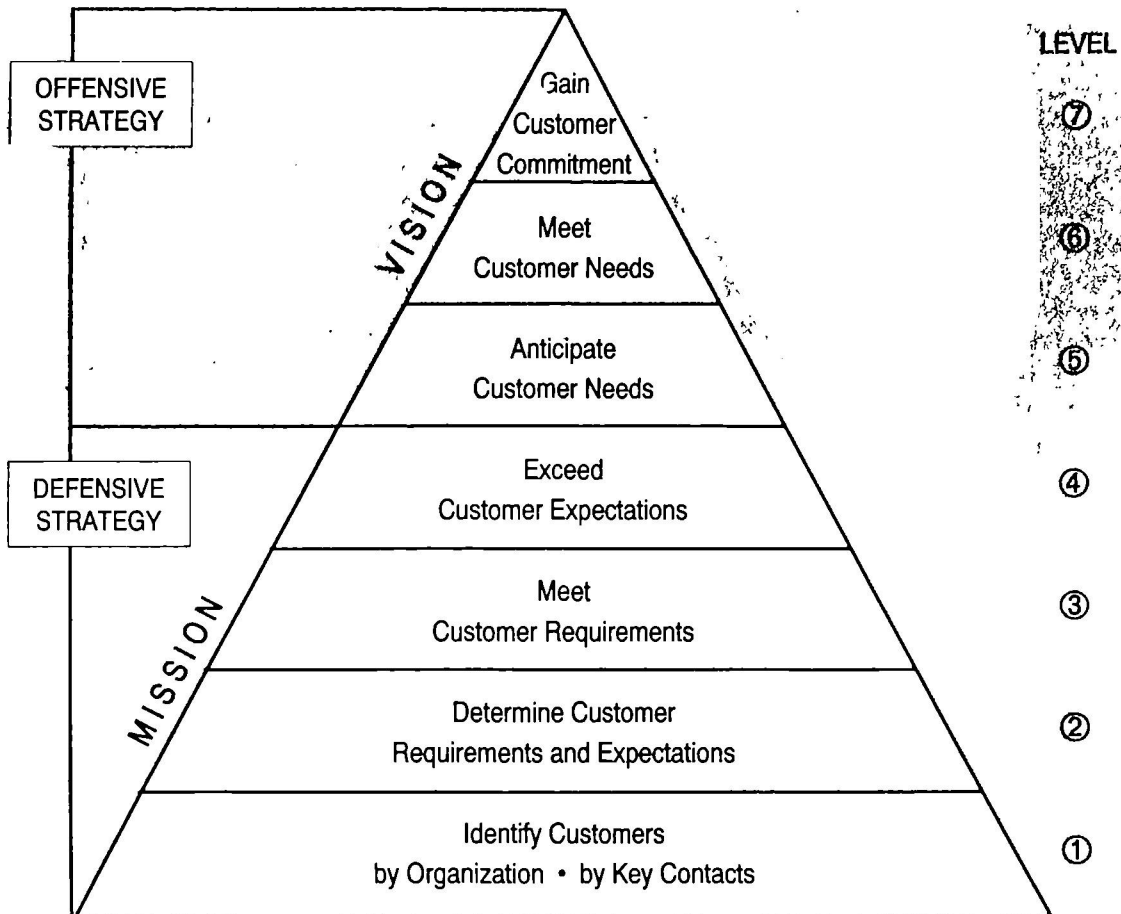 LEVEL
OFFENSIVE
STRATEGY
Gain
Customer
Commitment
⑦
VISION
Meet
Customer Needs
⑥
Anticipate
Customer Needs
⑤
DEFENSIVE
STRATEGY
Exceed
Customer Expectations
④
MISSION
Meet
Customer Requirements
③
Determine Customer
Requirements and Expectations
②
Identify Customers
by Organization • by Key Contacts
①